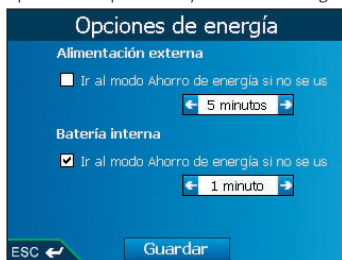 Opciones de energía
Alimentación externa
Ir al modo Ahorro de energía si no se us
5 minutos
Batería interna
Ir al modo Ahorro de energía si no se us
1 minuto
ESC Guardar